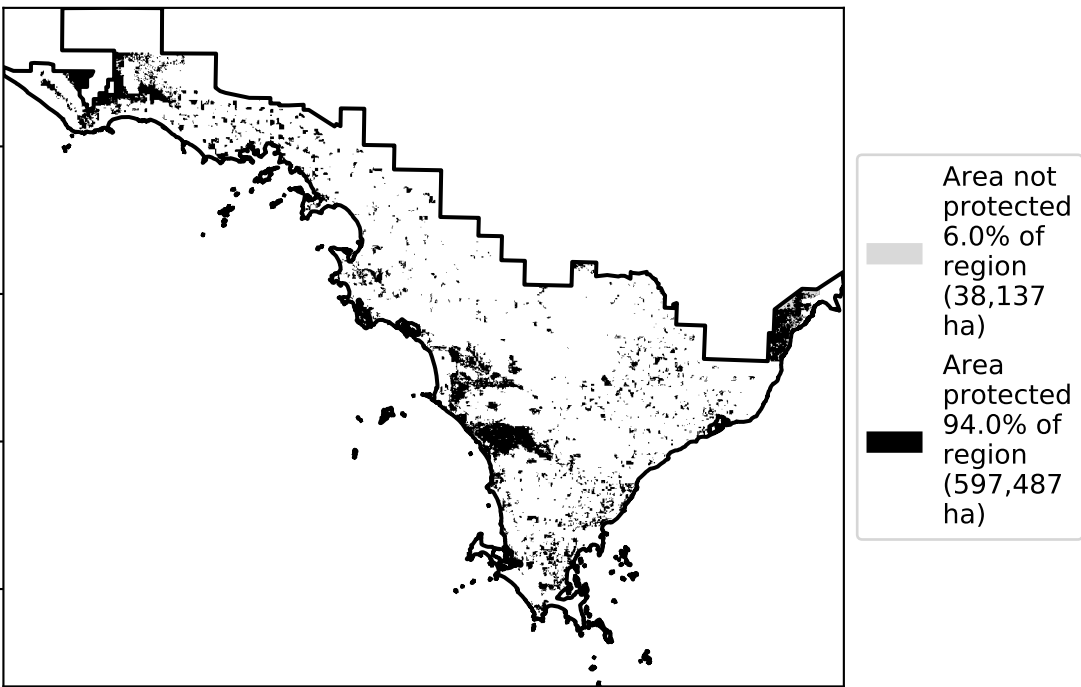 Area not
protected
6.0% of
region
(38,137
ha)
Area
protected
94.0% of
region
(597,487
ha)